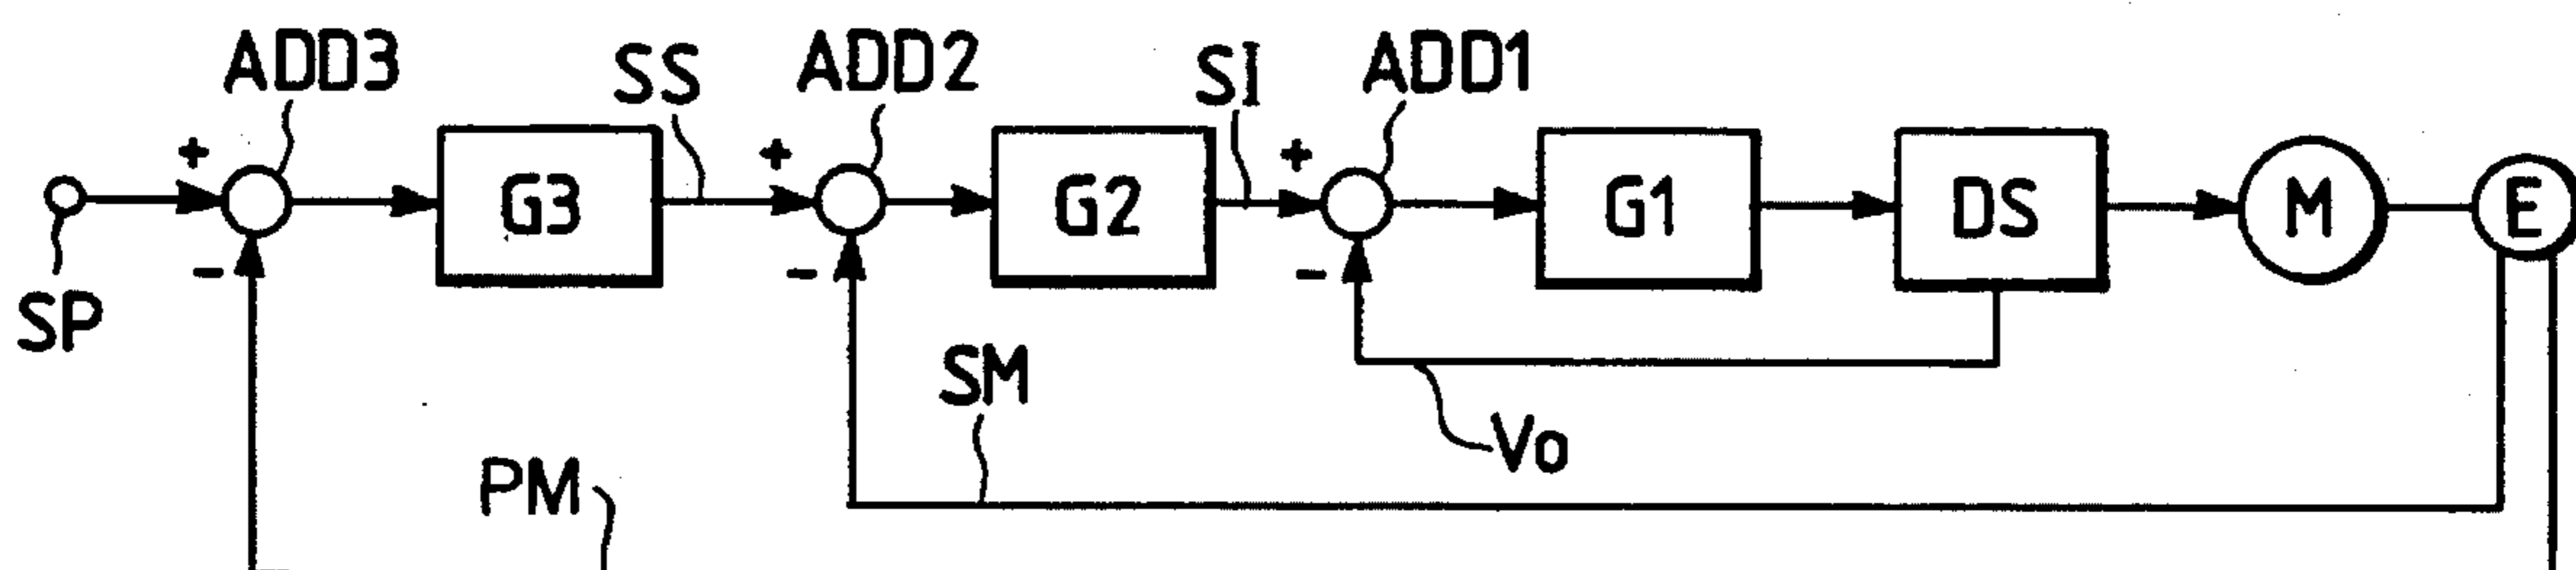 ADD3
SS
ADD2
SI
ADD1
+
+
+
G3
G2
G1
DS
M
E
-
-
-
SP
SM
Vo
PM